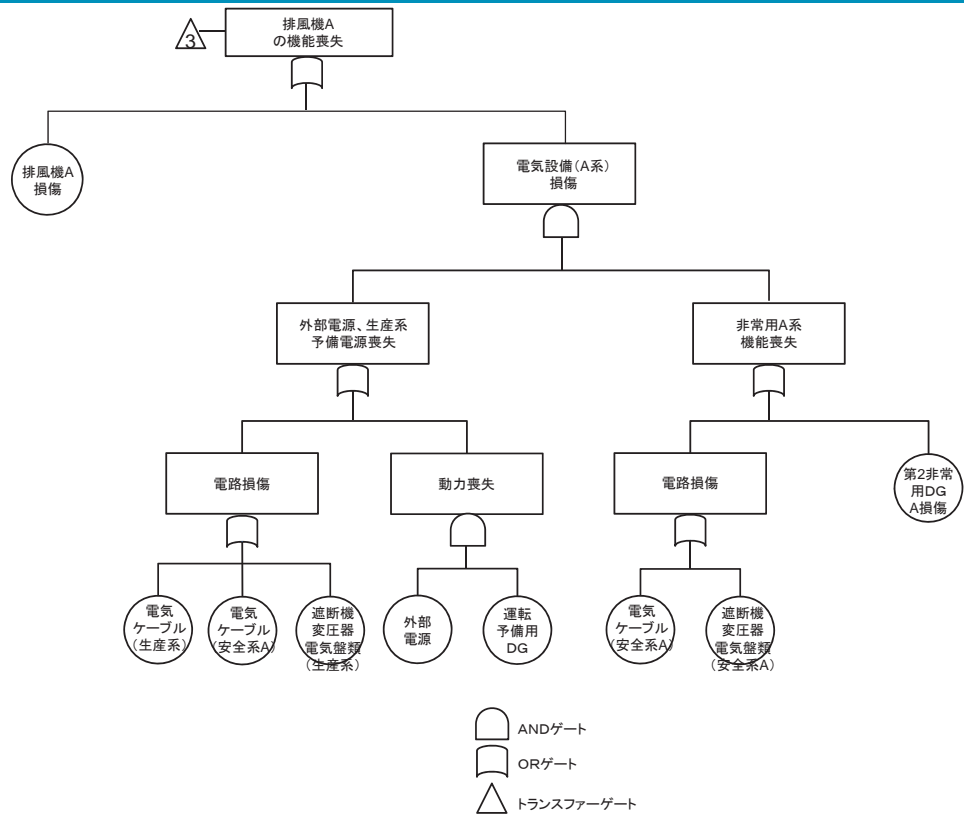 3
排風機A
の機能喪失
排風機A
損傷
電気設備(A系)
損傷
外部電源、生産系
予備電源喪失
非常用A系
機能喪失
電路損傷
動力喪失
電路損傷
第2非常
用DG
A損傷
電気
ケーブル
(生産系)
電気
ケーブル
(安全系A)
遮断機
変圧器
電気盤類
(生産系)
外部
電源
運転
予備用
DG
電気
ケーブル
(安全系A)
遮断機
変圧器
電気盤類
(安全系A)
ANDゲート
ORゲート
トランスファーゲート